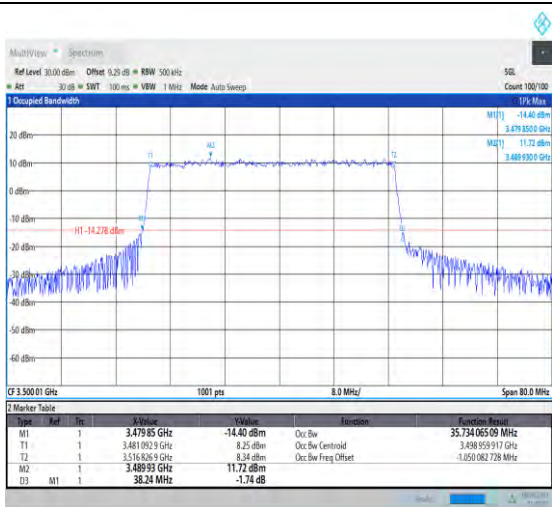 MultiView Spectrum
Ref Level 30.00 dBm Offset 9.29 dB RBW 500 kHz SGL
Att 30 dB SWT 100 ms VBW 1 MHz Mode Auto Sweep Count 100/100
1 Occupied Bandwidth 1Pk Max
M1[1] -14.40 dBm
3.479 8500 GHz
M2[1] 11.72 dBm
3.489 9300 GHz
20 dBm
M2
T1 T2
10 dBm
0 dBm
-10 dBm
H1 -14.278 dBm
-20 dBm
-30 dBm
-40 dBm
-50 dBm
-60 dBm
CF 3.500 01 GHz 1001 pts 8.0 MHz/ Span 80.0 MHz
2 Marker Table
Type Ref Trc X-Value Y-Value Function Function Result
M1 1 3.479 85 GHz -14.40 dBm Occ Bw 35.734 065 09 MHz
T1 1 3.481 092 9 GHz 8.25 dBm Occ Bw Centroid 3.498 959 917 GHz
T2 1 3.516 826 9 GHz 8.34 dBm Occ Bw Freq Offset -1.050 082 728 MHz
M2 1 3.489 93 GHz 11.72 dBm
D3 M1 1 38.24 MHz -1.74 dB